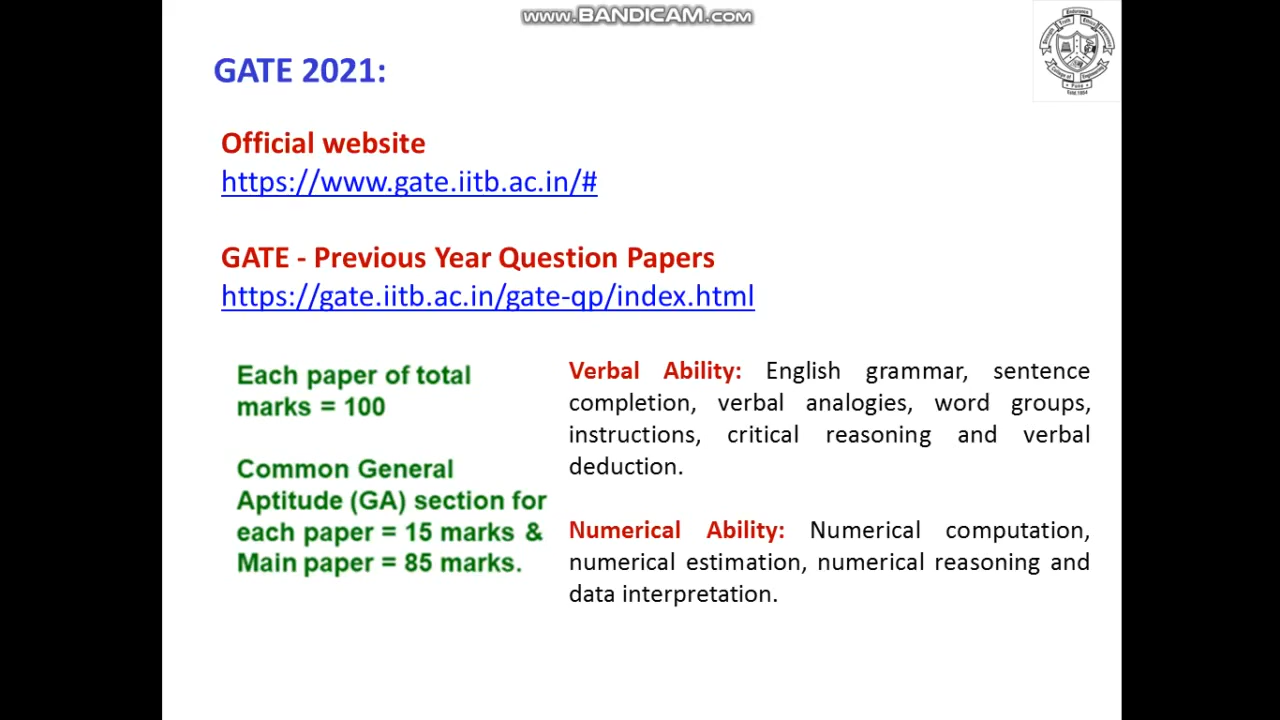 www.BANDICAM.com
GATE 2021:
Official website
https://www.gate.iitb.ac.in/#
GATE - Previous Year Question Papers
https://gate.iitb.ac.in/gate-qp/index.html
Each paper of total
marks = 100
Common General
Aptitude (GA) section for
each paper = 15 marks &
Main paper = 85 marks.
Verbal Ability: English grammar, sentence
completion, verbal analogies, word groups,
instructions, critical reasoning and verbal
deduction.
Numerical Ability: Numerical computation,
numerical estimation, numerical reasoning and
data interpretation.